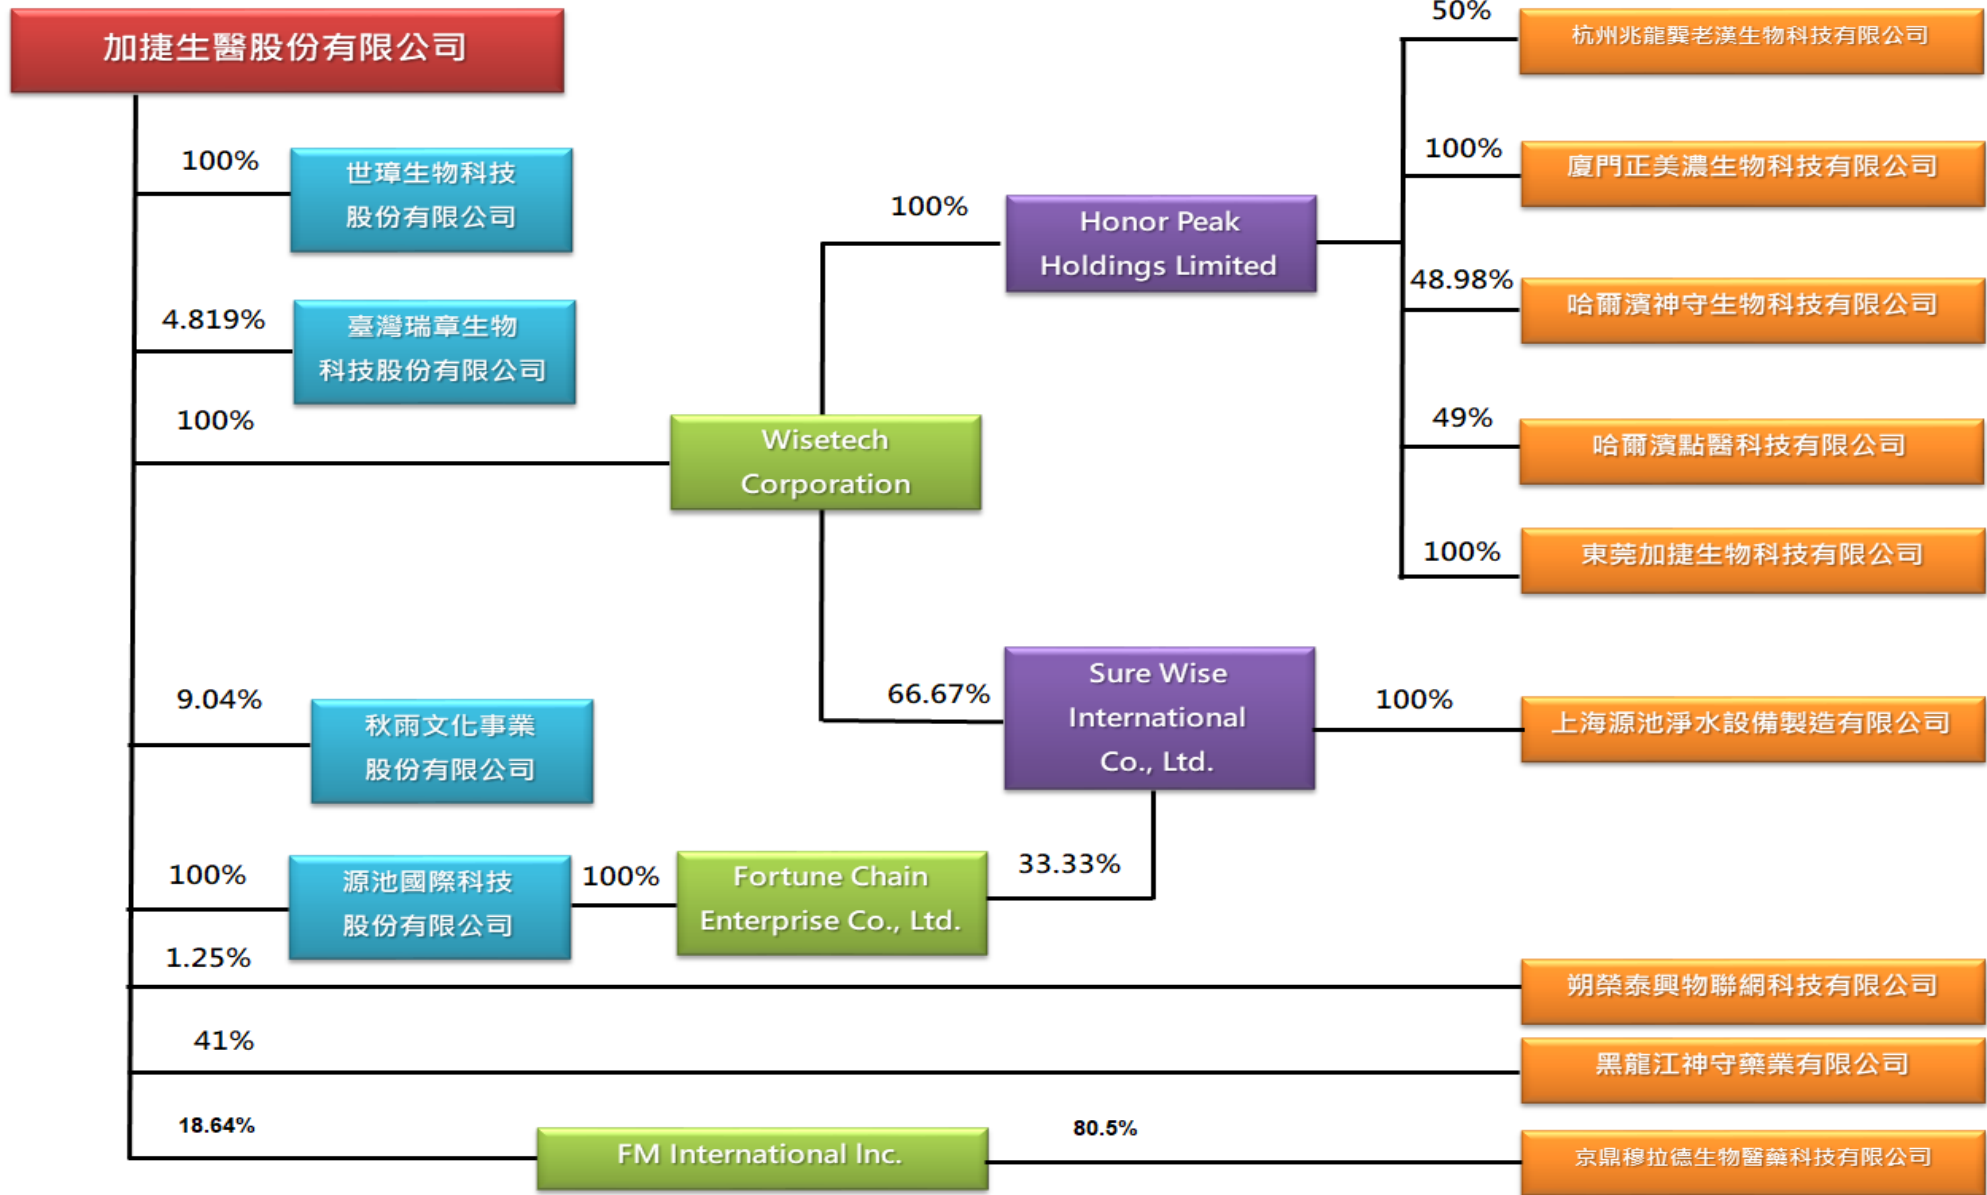 加捷生醫股份有限公司
50%
杭州兆龍龔老漢生物科技有限公司
100%
世璋生物科技
股份有限公司
100%
廈門正美濃生物科技有限公司
100%
Honor Peak
Holdings Limited
48.98%
哈爾濱神守生物科技有限公司
4.819%
臺灣瑞章生物
科技股份有限公司
100%
Wisetech
Corporation
49%
哈爾濱點醫科技有限公司
100%
東莞加捷生物科技有限公司
9.04%
秋雨文化事業
股份有限公司
66.67%
Sure Wise
International
Co., Ltd.
100%
上海源池淨水設備製造有限公司
100%
源池國際科技
股份有限公司
100%
Fortune Chain
Enterprise Co., Ltd.
33.33%
1.25%
朔榮泰興物聯網科技有限公司
41%
黑龍江神守藥業有限公司
18.64%
FM International Inc.
80.5%
京鼎穆拉德生物醫藥科技有限公司